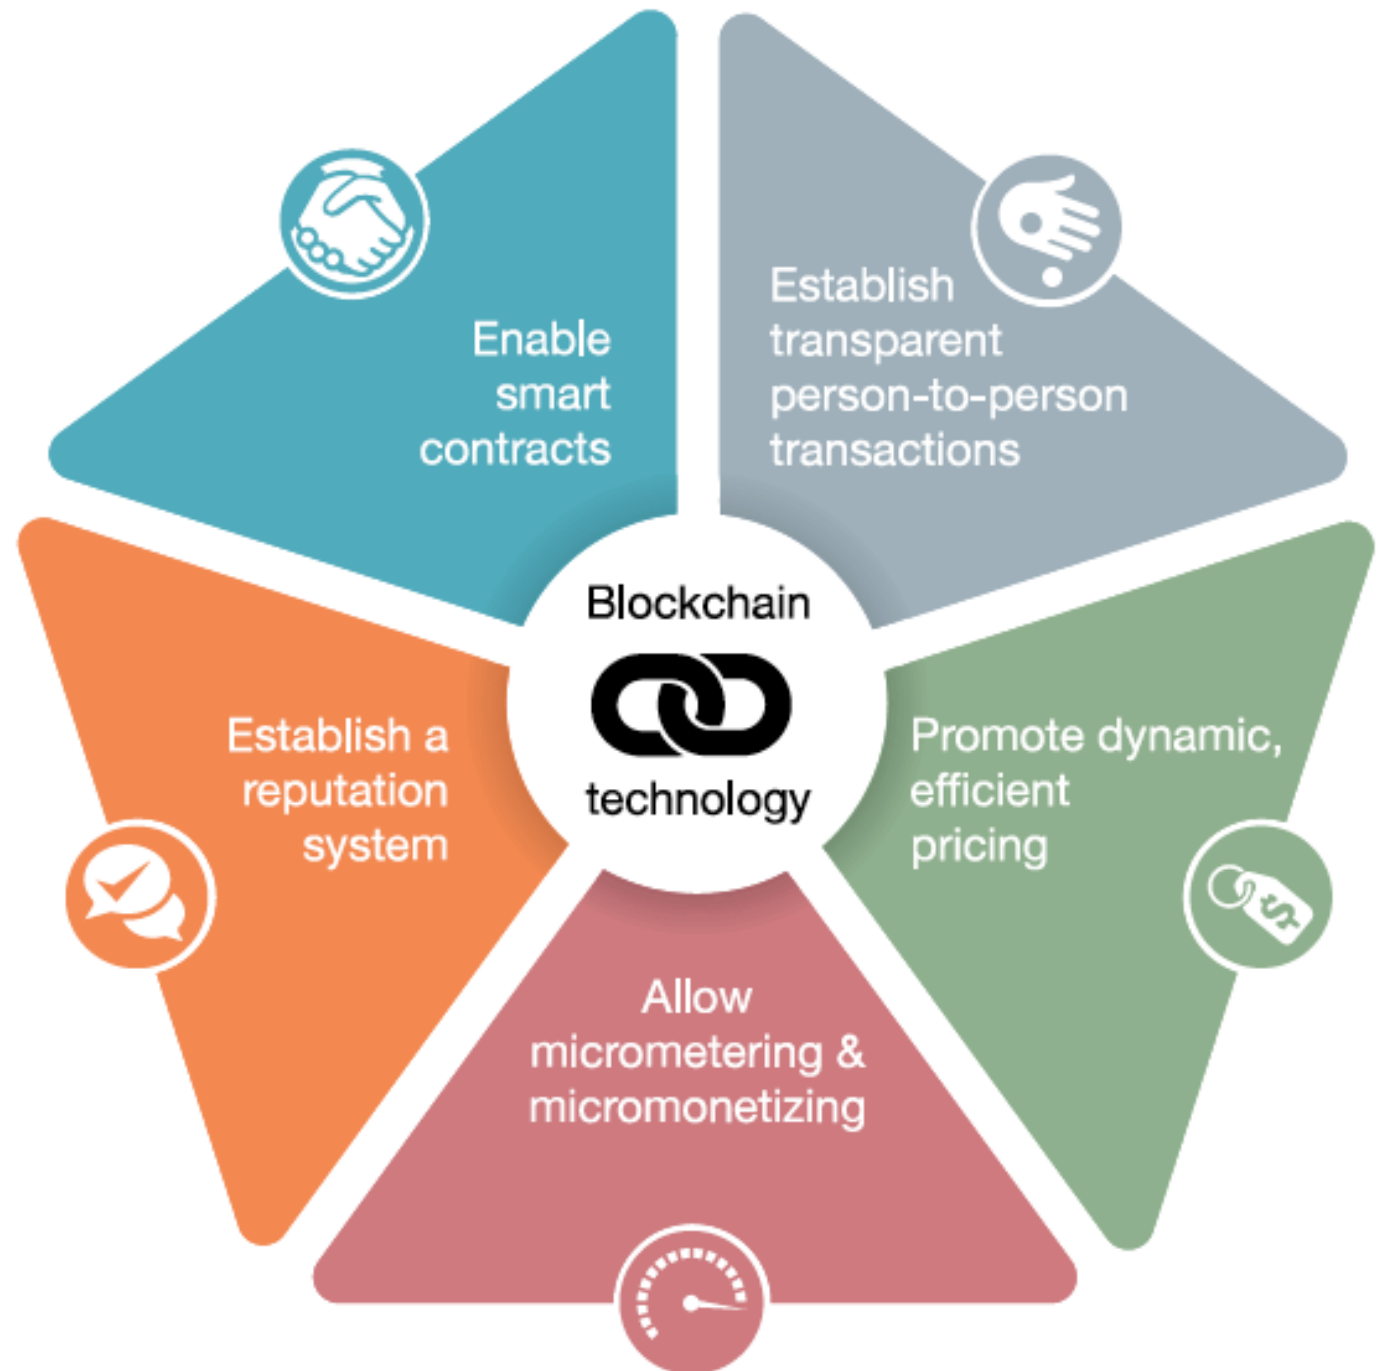 Enable
smart
contracts
Establish
transparent
person-to-person
transactions
Blockchain
technology
Establish a
reputation
system
Promote dynamic,
efficient
pricing
Allow
micrometering &
micromonetizing
$